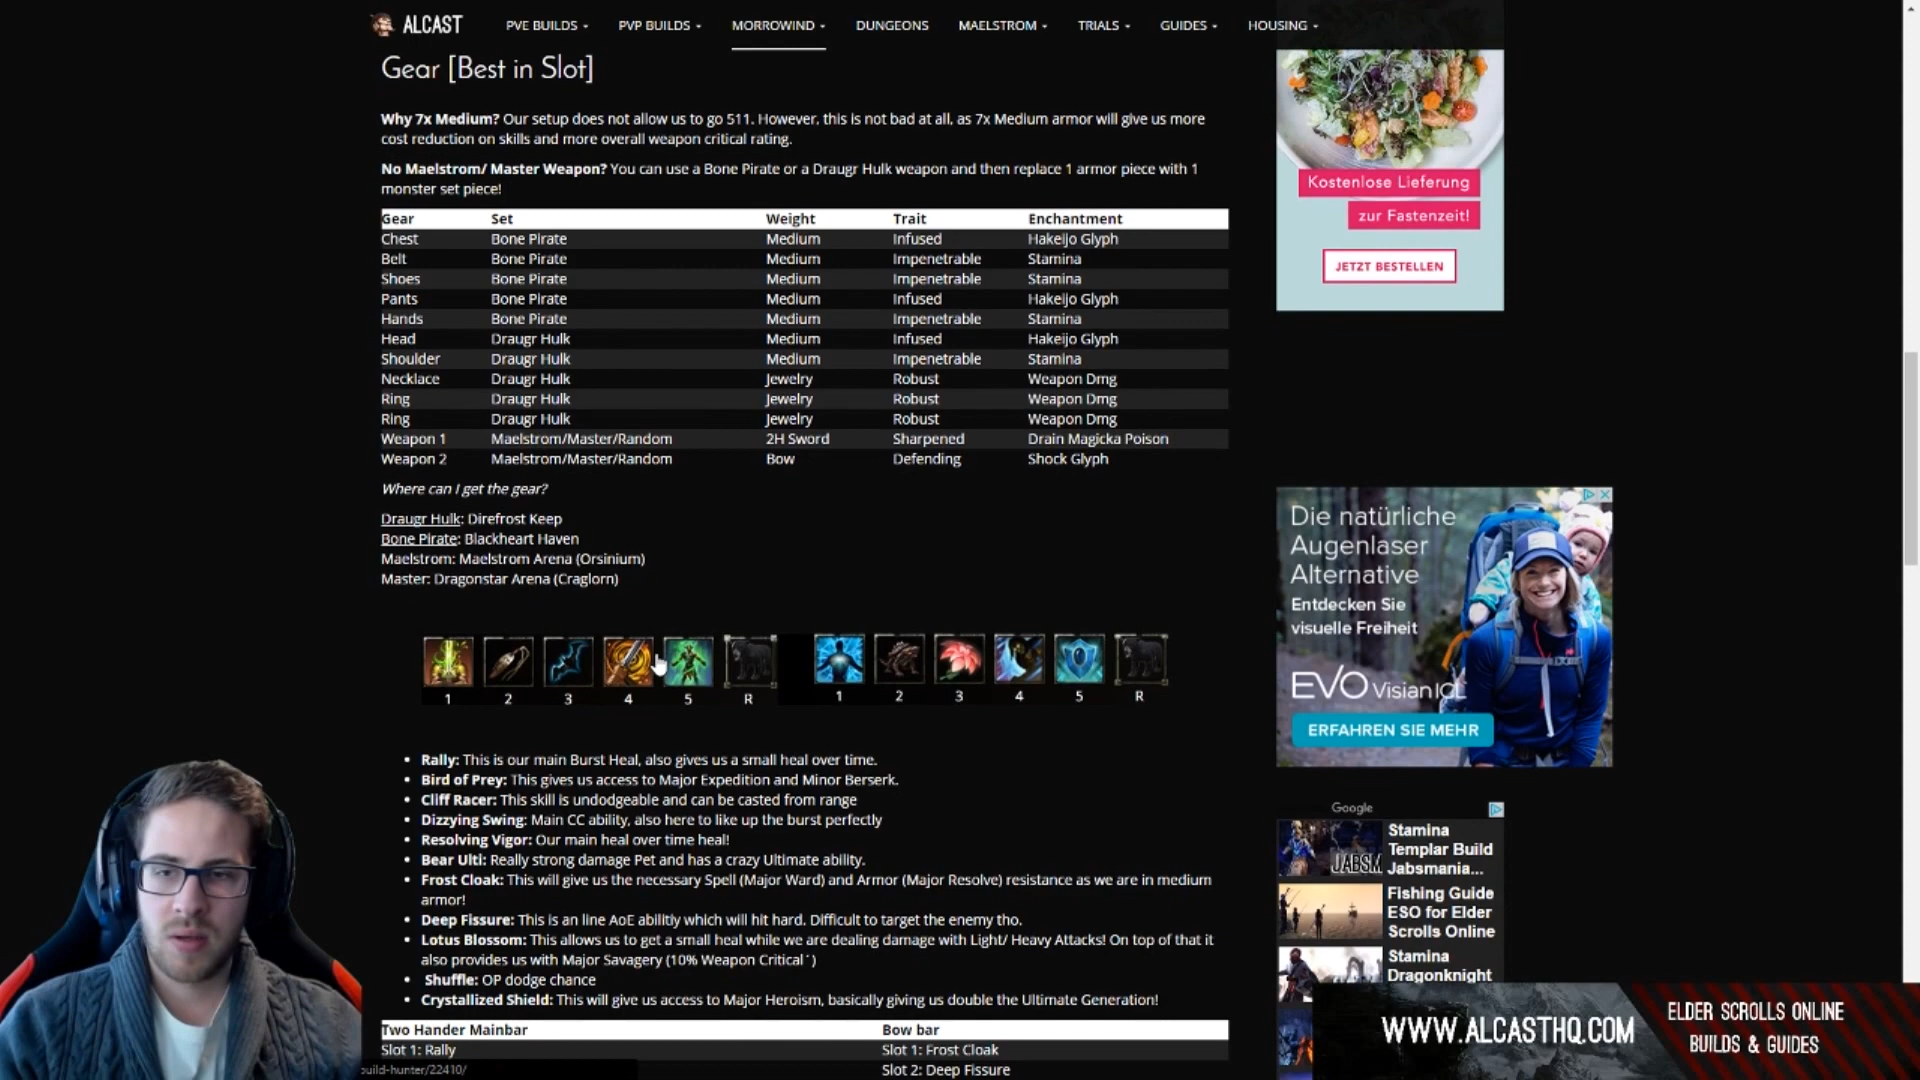 ALCAST
PVE BUILDS
PVP BUILDS
MORROWIND
DUNGEONS
MAELSTROM
TRIALS
GUIDES
HOUSING
Gear [Best in Slot]
Why 7x Medium? Our setup does not allow us to go 511. However, this is not bad at all, as 7x Medium armor will give us more
cost reduction on skills and more overall weapon critical rating.
No Maelstrom/ Master Weapon? You can use a Bone Pirate or a Draugr Hulk weapon and then replace 1 armor piece with 1
monster set piece!
Gear Set Weight Trait Enchantment
Chest Bone Pirate Medium Infused Hakeijo Glyph
Belt Bone Pirate Medium Impenetrable Stamina
Shoes Bone Pirate Medium Impenetrable Stamina
Pants Bone Pirate Medium Infused Hakeijo Glyph
Hands Bone Pirate Medium Impenetrable Stamina
Head Draugr Hulk Medium Infused Hakeijo Glyph
Shoulder Draugr Hulk Medium Impenetrable Stamina
Necklace Draugr Hulk Jewelry Robust Weapon Dmg
Ring Draugr Hulk Jewelry Robust Weapon Dmg
Ring Draugr Hulk Jewelry Robust Weapon Dmg
Weapon 1 Maelstrom/Master/Random 2H Sword Sharpened Drain Magicka Poison
Weapon 2 Maelstrom/Master/Random Bow Defending Shock Glyph
Where can I get the gear?
Draugr Hulk: Direfrost Keep
Bone Pirate: Blackheart Haven
Maelstrom: Maelstrom Arena (Orsinium)
Master: Dragonstar Arena (Craglorn)
1 2 3 4 5 R 1 2 3 4 5 R
• Rally: This is our main Burst Heal, also gives us a small heal over time.
• Bird of Prey: This gives us access to Major Expedition and Minor Berserk.
• Cliff Racer: This skill is undodgeable and can be casted from range
• Dizzying Swing: Main CC ability, also here to like up the burst perfectly
• Resolving Vigor: Our main heal over time heal!
• Bear Ulti: Really strong damage Pet and has a crazy Ultimate ability.
• Frost Cloak: This will give us the necessary Spell (Major Ward) and Armor (Major Resolve) resistance as we are in medium
armor!
• Deep Fissure: This is an line AoE abilitiy which will hit hard. Difficult to target the enemy tho.
• Lotus Blossom: This allows us to get a small heal while we are dealing damage with Light/ Heavy Attacks! On top of that it
also provides us with Major Savagery (10% Weapon Critical´)
• Shuffle: OP dodge chance
• Crystallized Shield: This will give us access to Major Heroism, basically giving us double the Ultimate Generation!
Two Hander Mainbar Bow bar
Slot 1: Rally Slot 1: Frost Cloak
Slot 2: Deep Fissure
build-hunter/22410/
Kostenlose Lieferung
zur Fastenzeit!
JETZT BESTELLEN
Die natürliche
Augenlaser
Alternative
Entdecken Sie
visuelle Freiheit
EVO Visian ICL
ERFAHREN SIE MEHR
Google
JABSM
Stamina
Templar Build
Jabsmania...
Fishing Guide
ESO for Elder
Scrolls Online
Stamina
Dragonknight
WWW.ALCASTHQ.COM
ELDER SCROLLS ONLINE
BUILDS & GUIDES